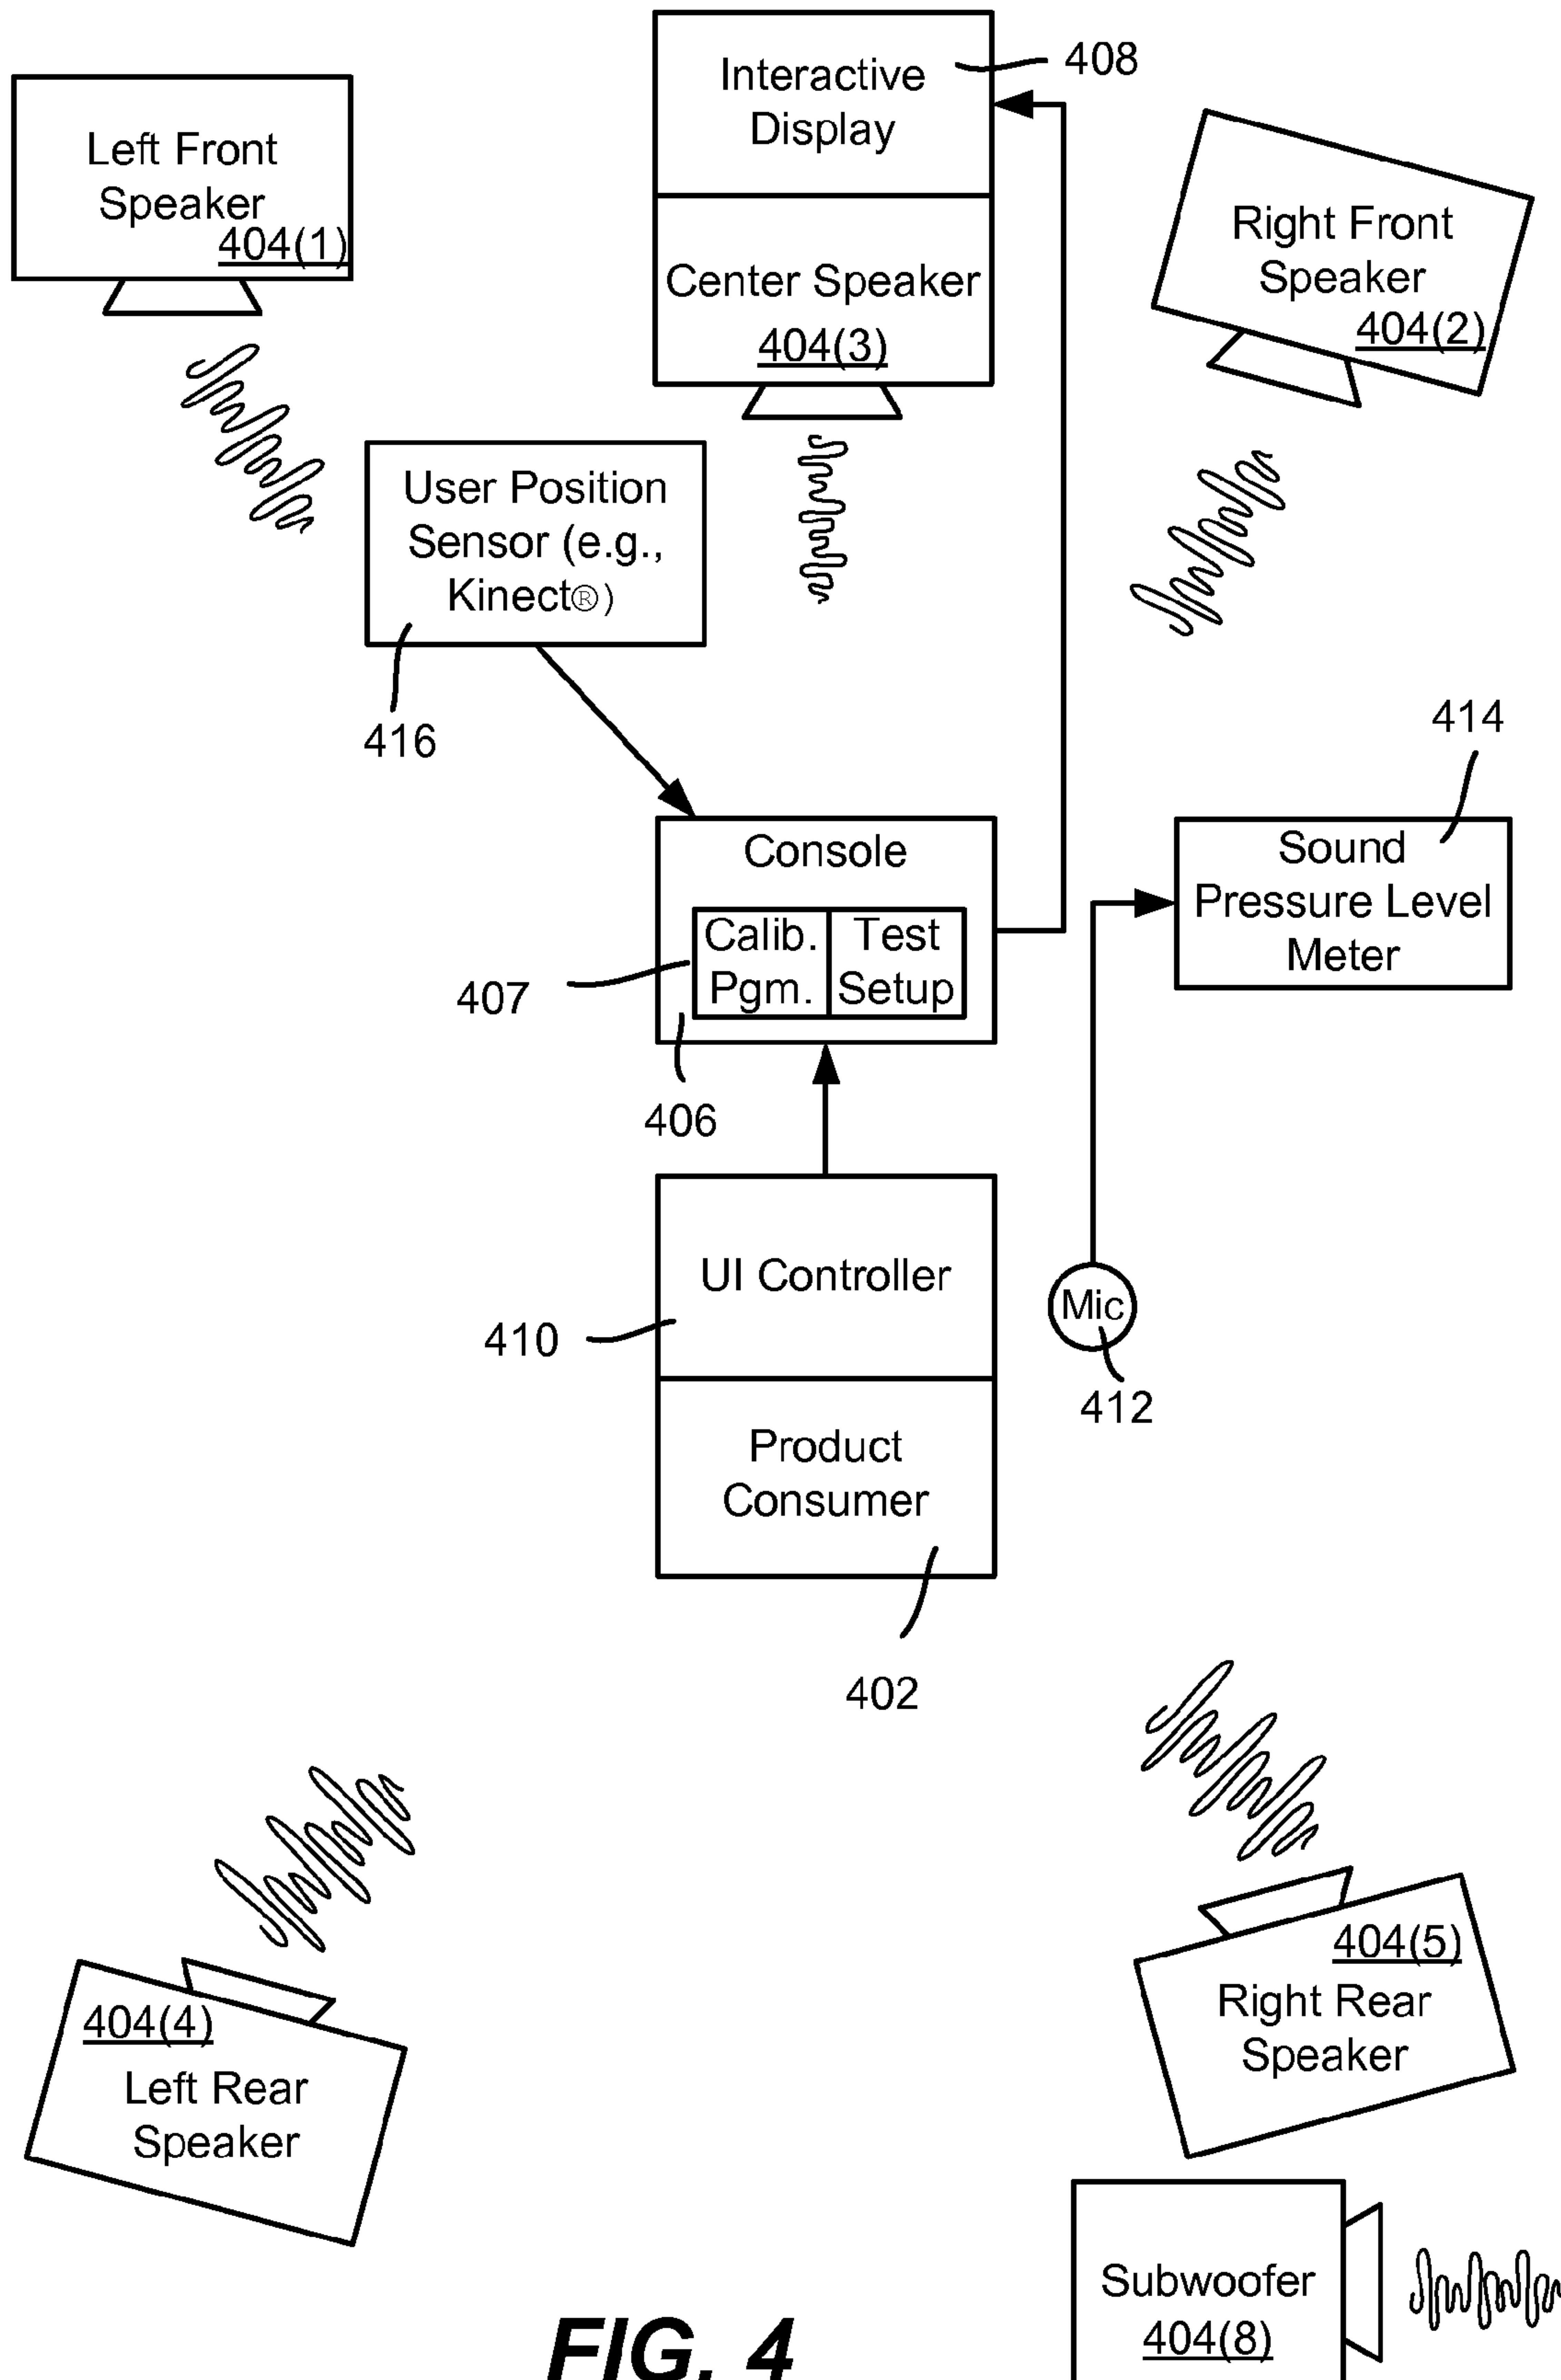 Interactive
Display
408
Left Front
Speaker
404(1)
Center Speaker
404(3)
Right Front
Speaker
404(2)
User Position
Sensor (e.g.,
Kinect®)
416
414
Console
Calib.
Pgm.
Test
Setup
407
406
Sound
Pressure Level
Meter
UI Controller
410
Mic
412
Product
Consumer
402
404(4)
Left Rear
Speaker
404(5)
Right Rear
Speaker
Subwoofer
404(8)
FIG. 4